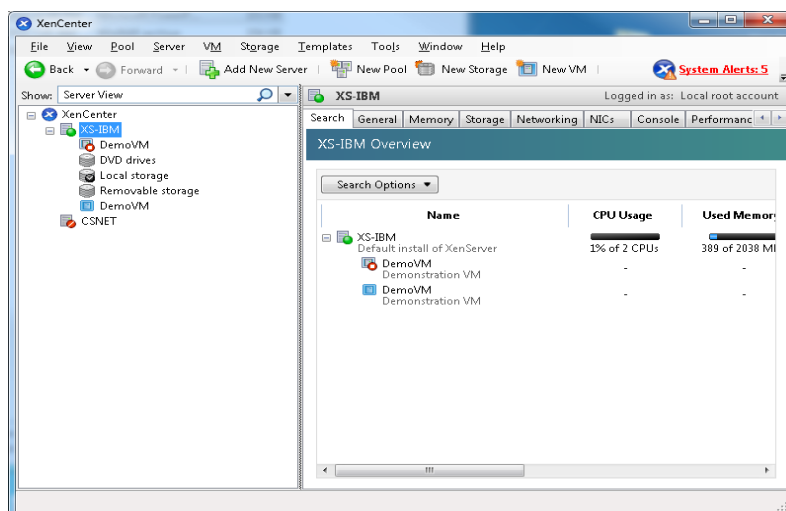 XenCenter
File View Pool Server VM Storage Templates Tools Window Help
Back Forward Add New Server New Pool New Storage New VM System Alerts: 5
Show: Server View
XS-IBM Logged in as: Local root account
XenCenter
XS-IBM
DemoVM
DVD drives
Local storage
Removable storage
DemoVM
CSNET
Search General Memory Storage Networking NICs Console Performanc
XS-IBM Overview
Search Options
Name CPU Usage Used Memor
XS-IBM
Default install of XenServer 1% of 2 CPUs 389 of 2038 M
DemoVM
Demonstration VM - -
DemoVM
Demonstration VM - -